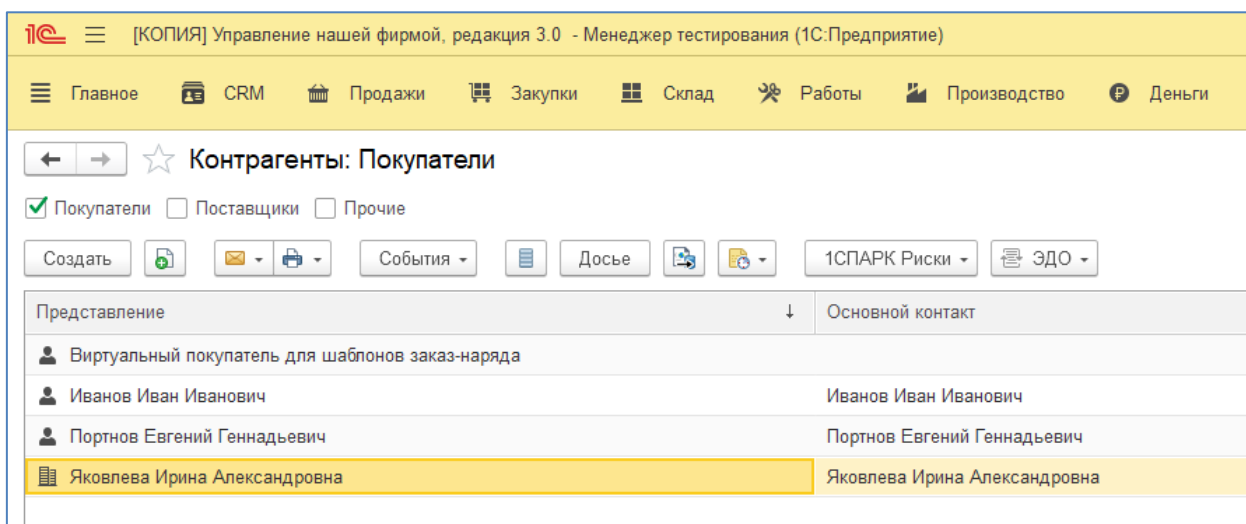 1С [КОПИЯ] Управление нашей фирмой, редакция 3.0 - Менеджер тестирования (1С:Предприятие)
Главное CRM Продажи Закупки Склад Работы Производство Деньги
Контрагенты: Покупатели
Покупатели Поставщики Прочие
Создать События Досье 1СПАРК Риски ЭДО
Представление ↓ Основной контакт
Виртуальный покупатель для шаблонов заказ-наряда
Иванов Иван Иванович Иванов Иван Иванович
Портнов Евгений Геннадьевич Портнов Евгений Геннадьевич
Яковлева Ирина Александровна Яковлева Ирина Александровна